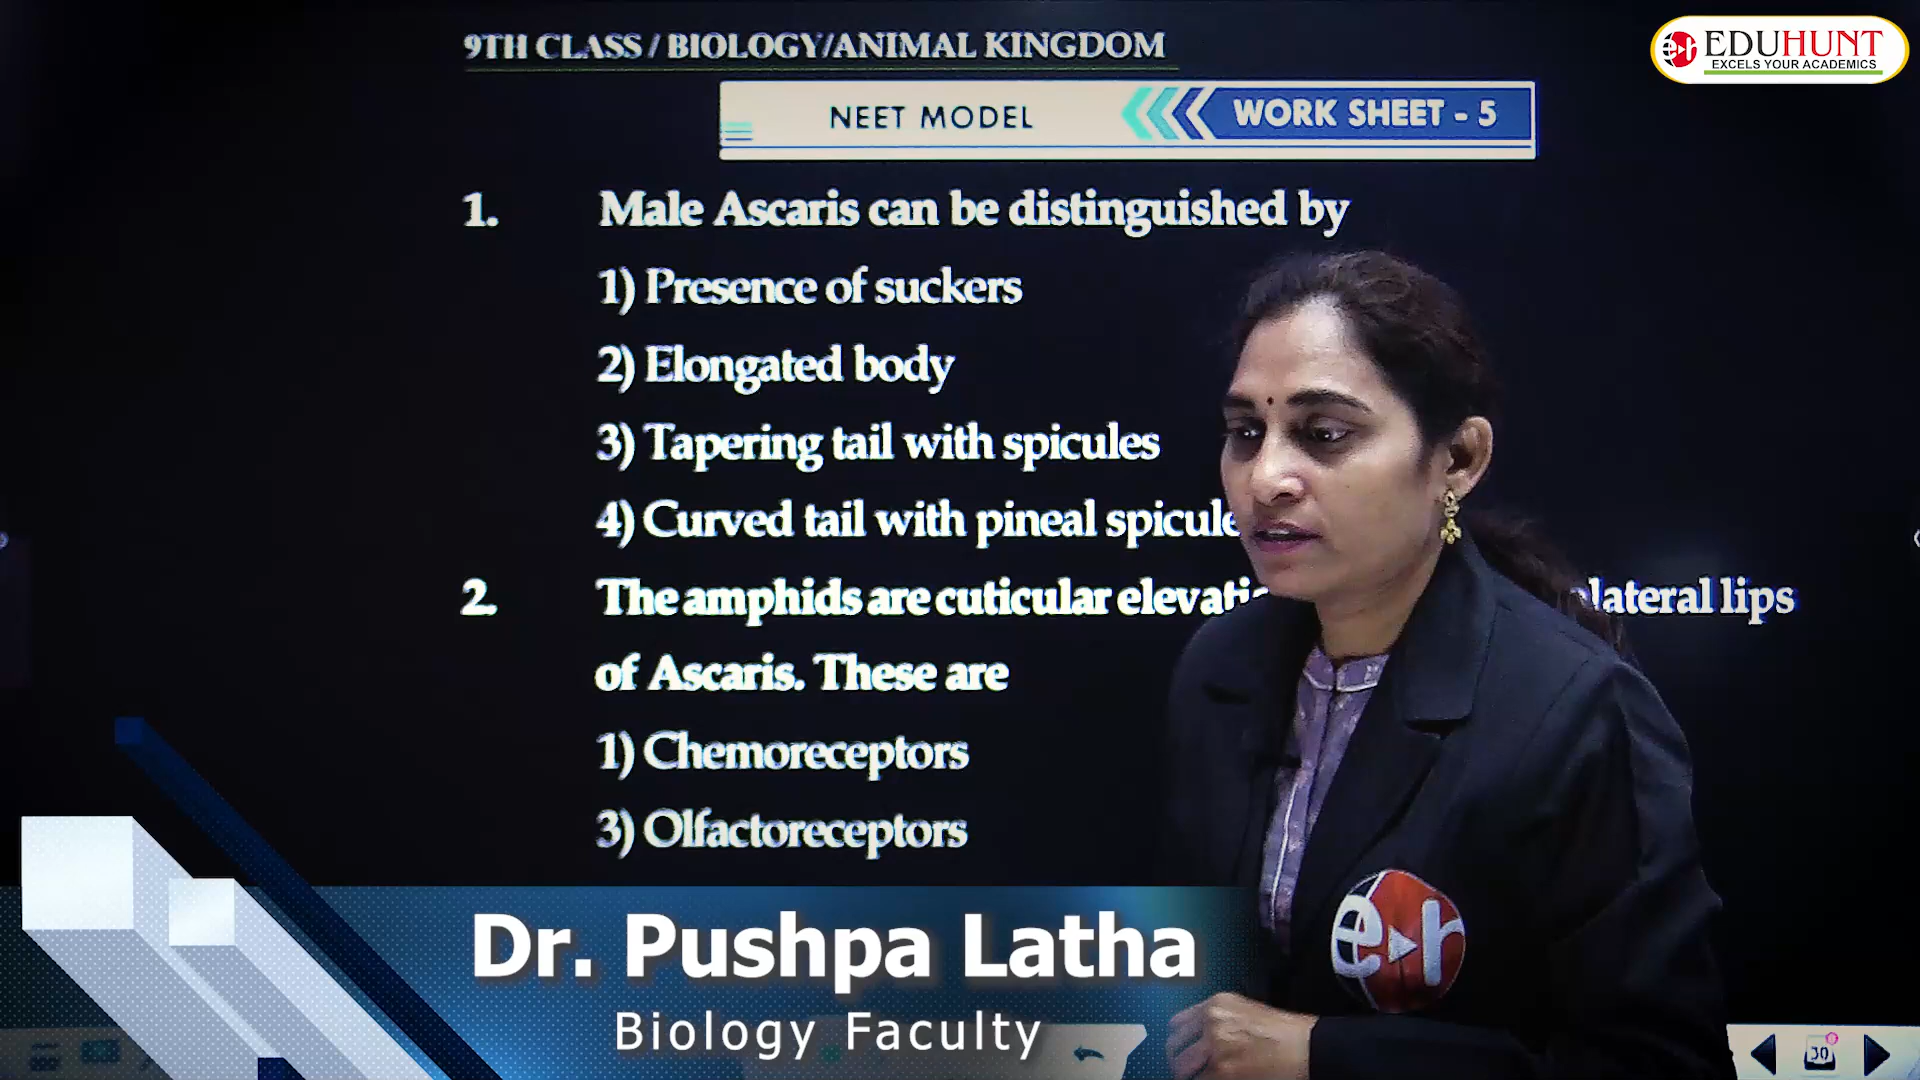 9TH CLASS / BIOLOGY/ANIMAL KINGDOM
EDUHUNT
EXCELS YOUR ACADEMICS
NEET MODEL
WORK SHEET - 5
1. Male Ascaris can be distinguished by
1) Presence of suckers
2) Elongated body
3) Tapering tail with spicules
4) Curved tail with pineal spicule
2. The amphids are cuticular lateral lips
of Ascaris. These are
1) Chemoreceptors
3) Olfactoreceptors
Dr. Pushpa Latha
Biology Faculty
er
30